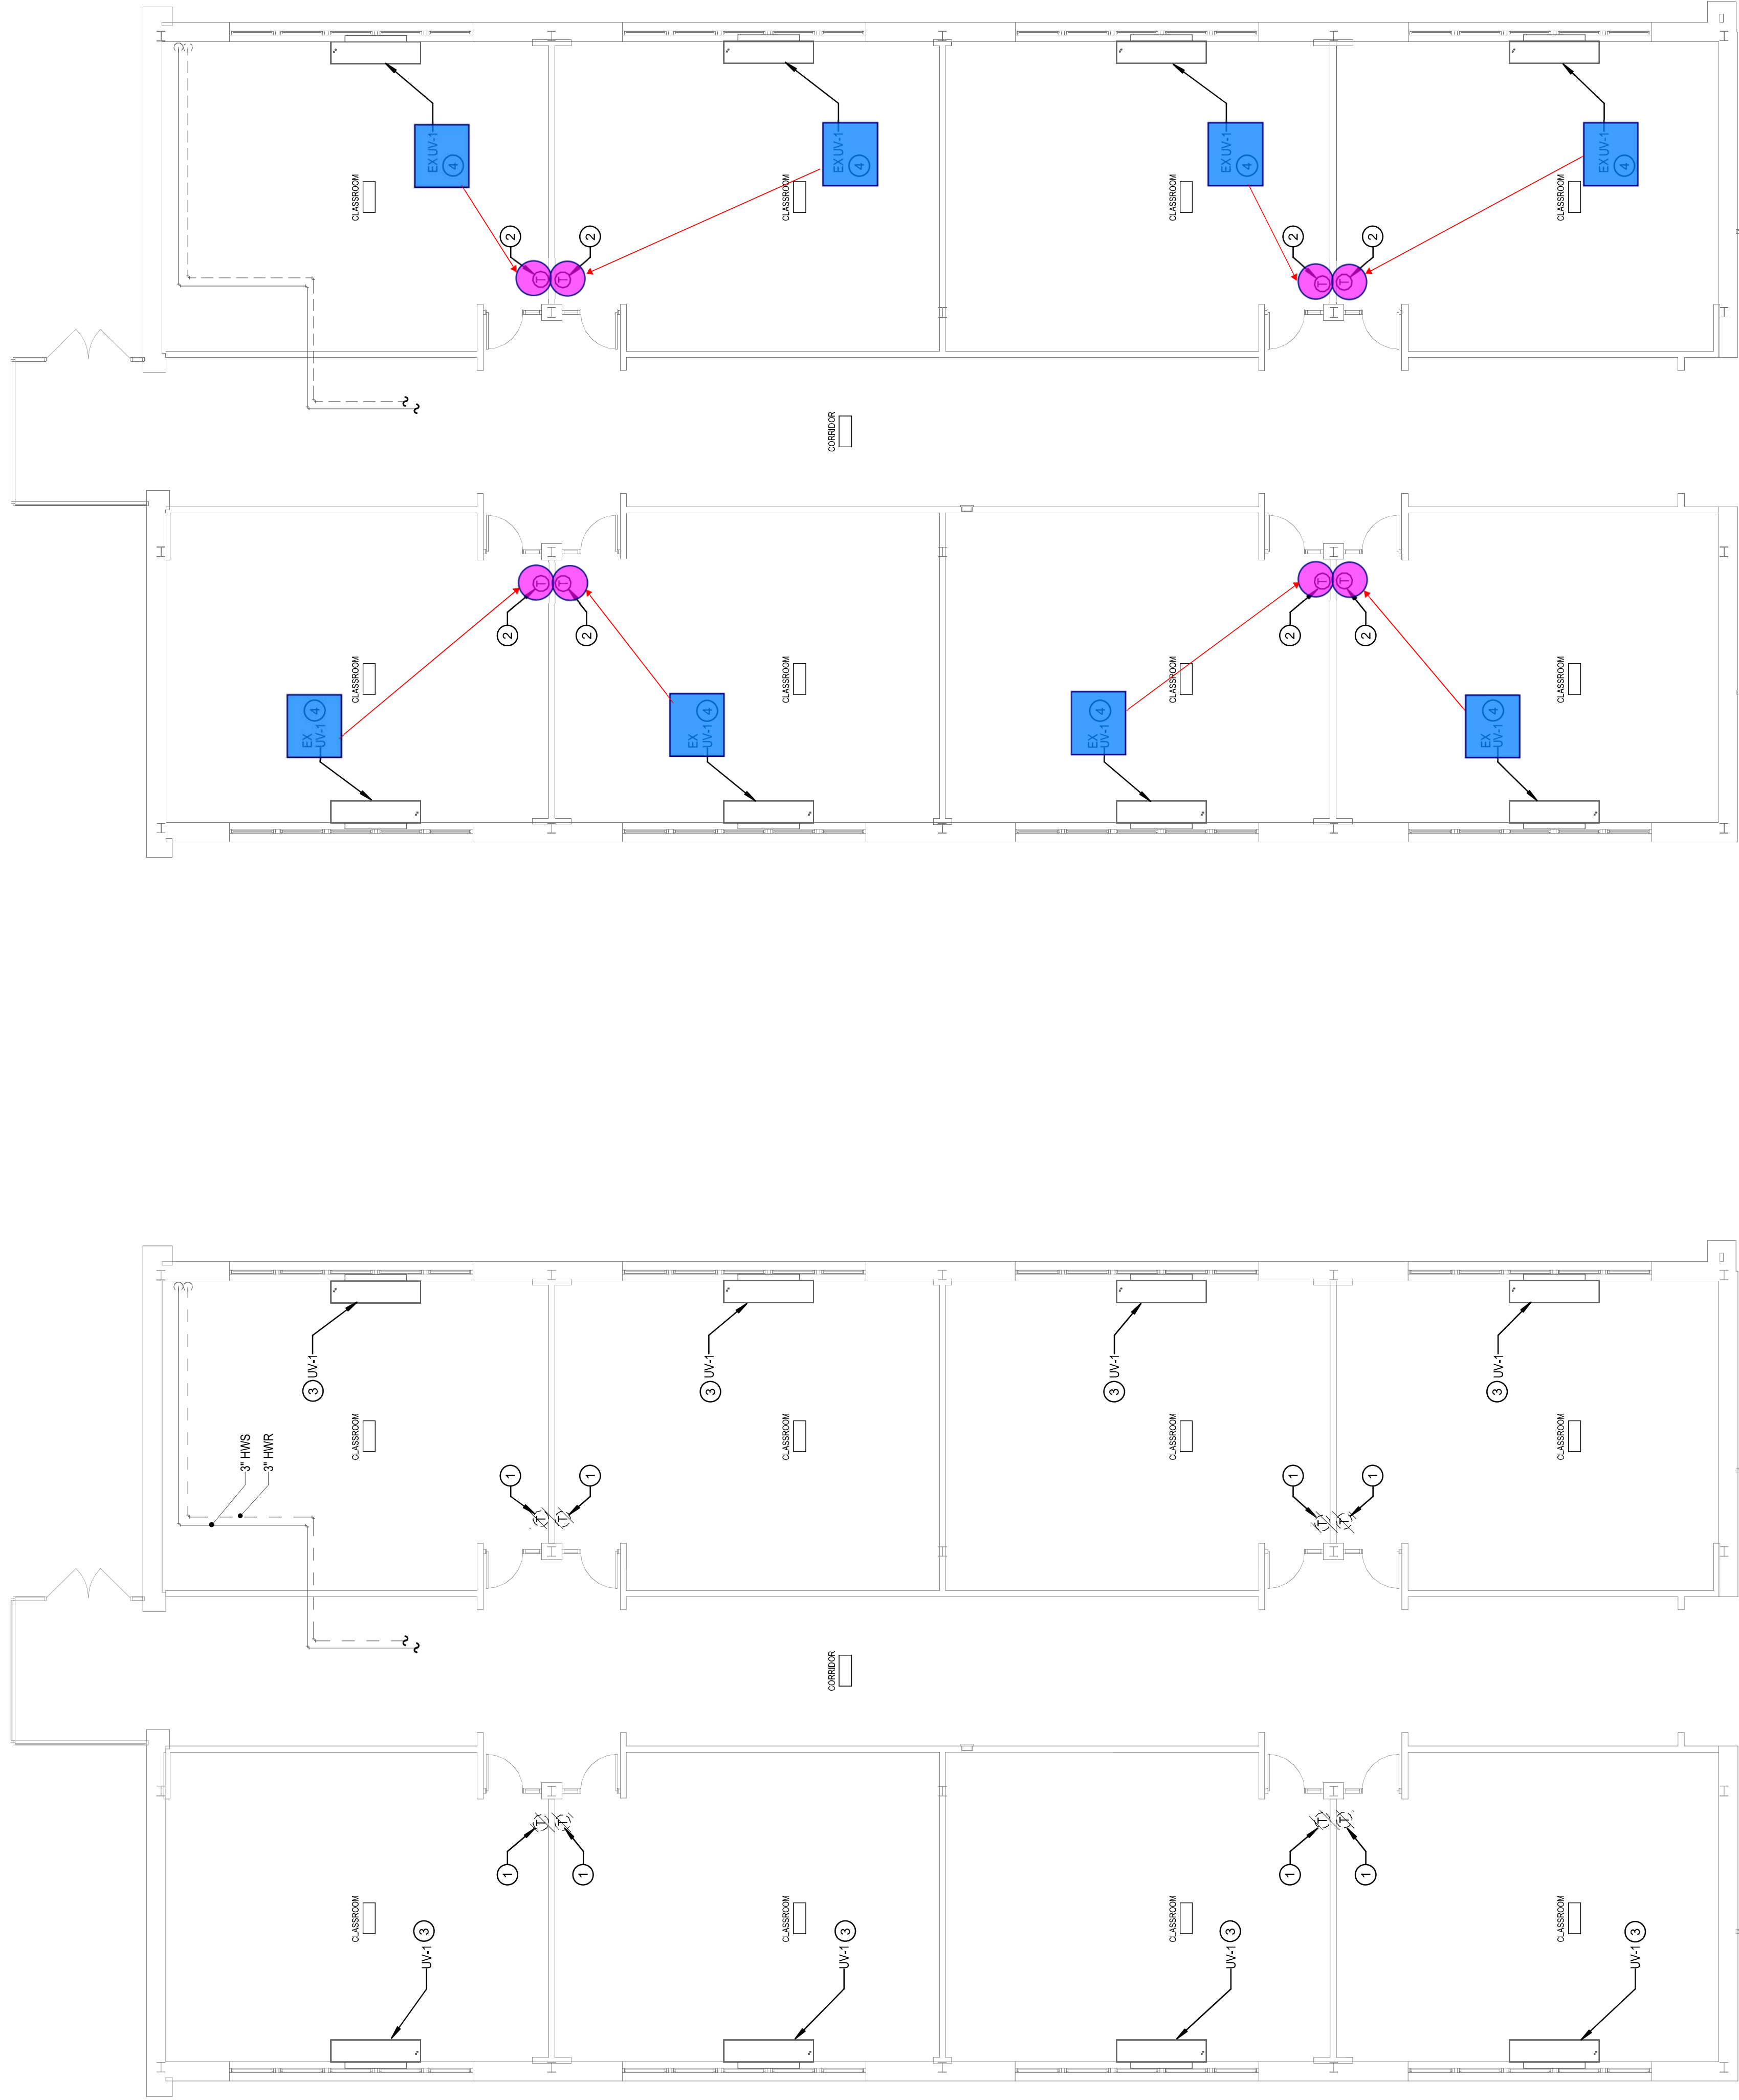 EX UV-1
4
EX UV-1
4
EX UV-1
4
EX UV-1
4
CLASSROOM
CLASSROOM
CLASSROOM
CLASSROOM
2
2
2
2
T
T
T
T
CORRIDOR
T
T
T
T
2
2
2
2
CLASSROOM
CLASSROOM
CLASSROOM
CLASSROOM
EX
UV-1
4
EX
UV-1
4
4
EX
UV-1
4
EX
UV-1
3 UV-1
3 UV-1
3 UV-1
3 UV-1
3" HWS
3" HWR
CLASSROOM
CLASSROOM
CLASSROOM
CLASSROOM
1
1
1
1
T
T
T
T
CORRIDOR
T
T
T
T
1
1
1
1
CLASSROOM
CLASSROOM
CLASSROOM
CLASSROOM
UV-1 3
UV-1 3
UV-1 3
UV-1 3